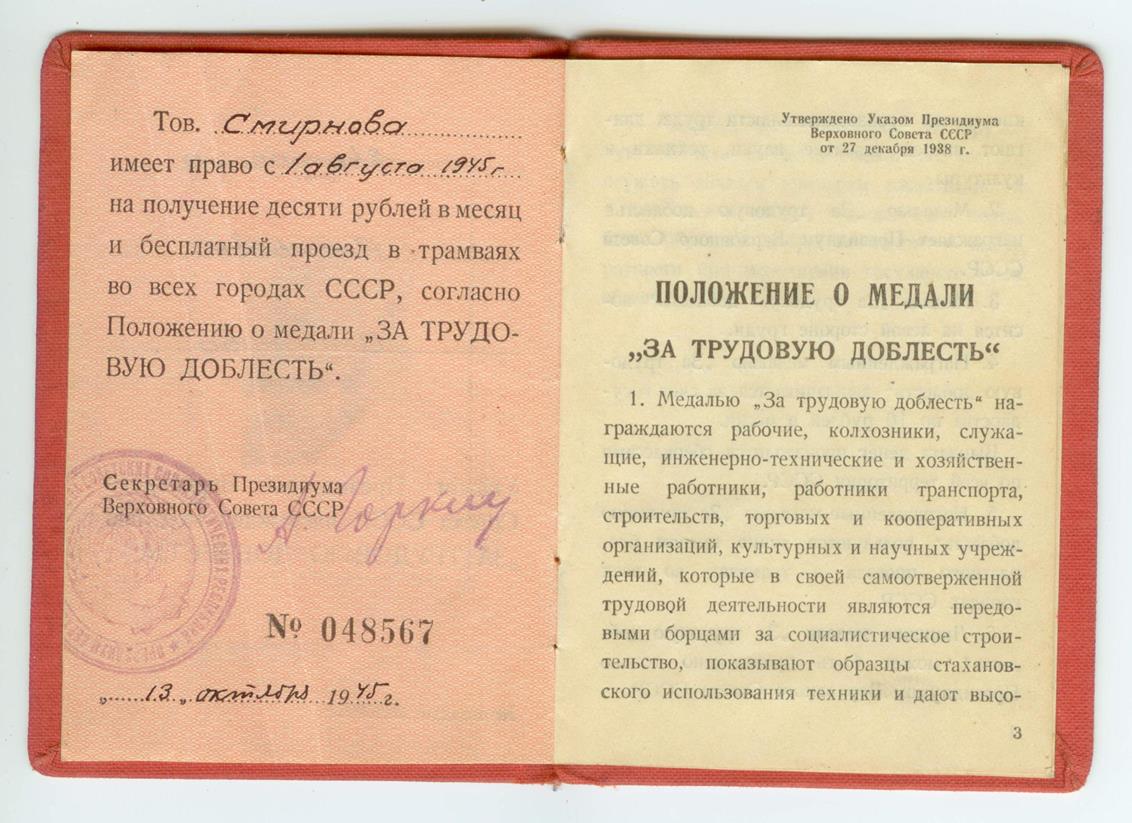 Тов. Смирнова
имеет право с 1 августа 1945 г
на получение десяти рублей в месяц
и бесплатный проезд в трамваях
во всех городах СССР, согласно
Положению о медали „ЗА ТРУДО-
ВУЮ ДОБЛЕСТЬ“.
Секретарь Президиума
Верховного Совета СССР
А Горкин
№ 048567
„ 13 „ октября 1945 г.
Утверждено Указом Президиума
Верховного Совета СССР
от 27 декабря 1938 г.
ПОЛОЖЕНИЕ О МЕДАЛИ
„ЗА ТРУДОВУЮ ДОБЛЕСТЬ“
1. Медалью „За трудовую доблесть“ на-
граждаются рабочие, колхозники, служа-
щие, инженерно-технические и хозяйствен-
ные работники, работники транспорта,
строительств, торговых и кооперативных
организаций, культурных и научных учреж-
дений, которые в своей самоотверженной
трудовой деятельности являются передо-
выми борцами за социалистическое строи-
тельство, показывают образцы стаханов-
ского использования техники и дают высо-
3